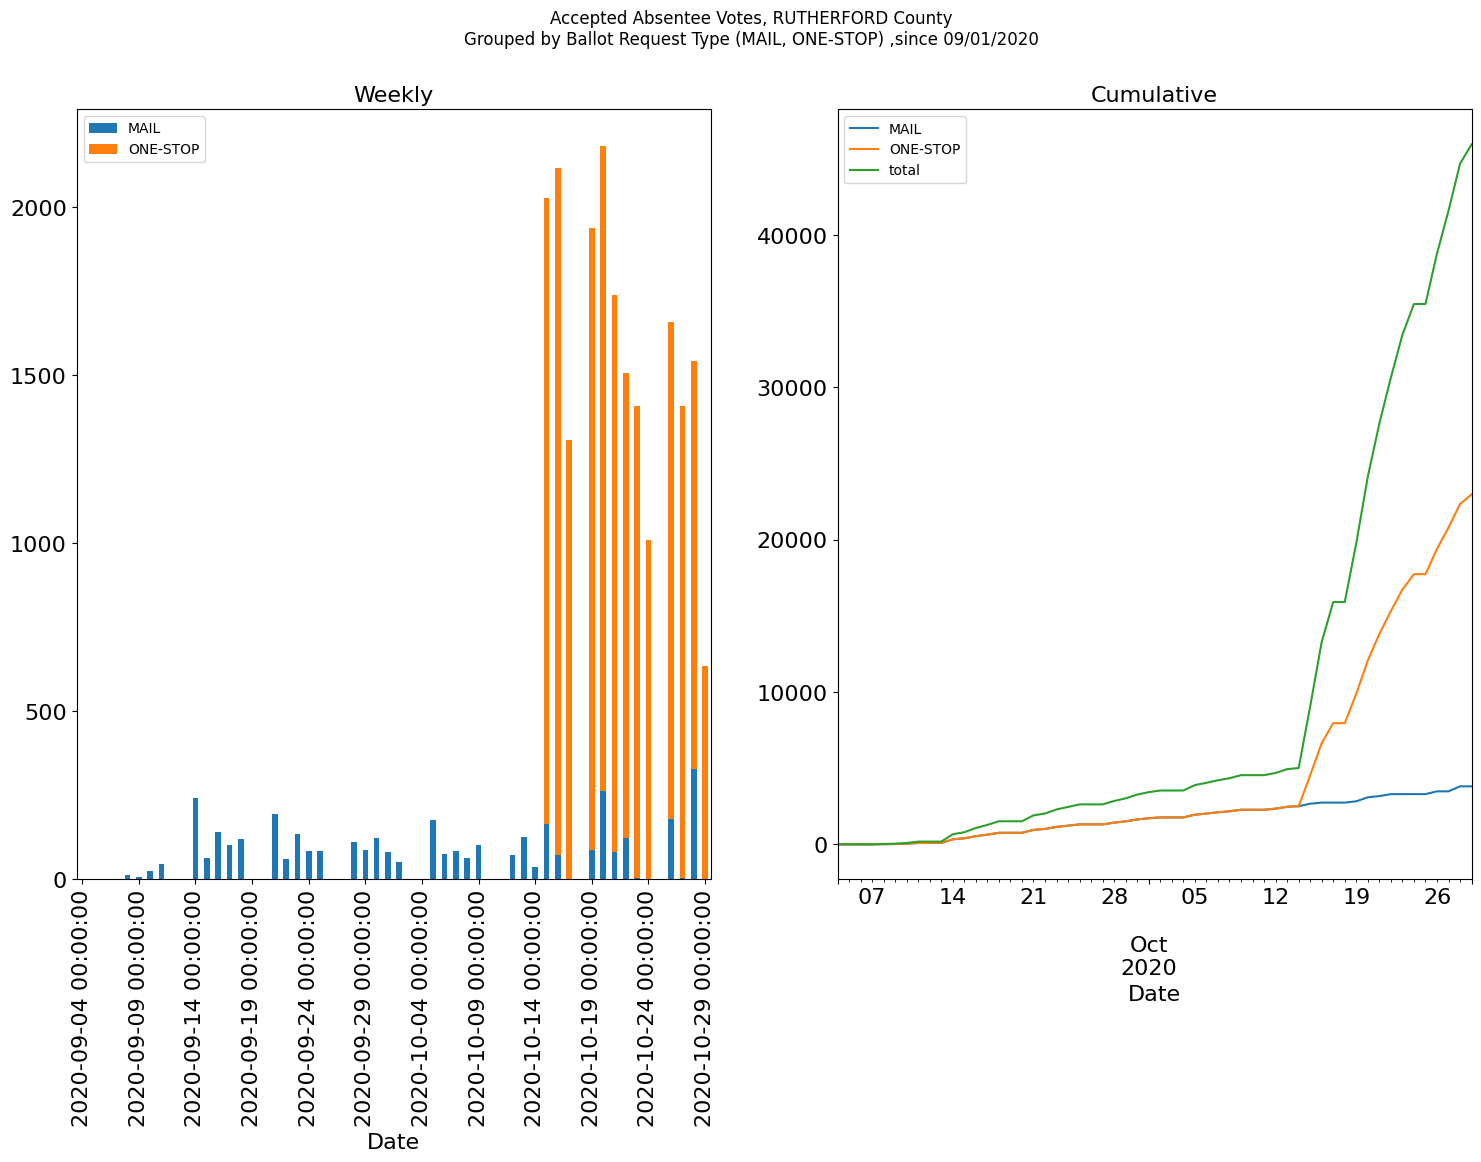 Accepted Absentee Votes, RUTHERFORD County
Grouped by Ballot Request Type (MAIL, ONE-STOP) ,since 09/01/2020
Weekly
MAIL
ONE-STOP
2000
1500
1000
500
0
2020-09-04 00:00:00
2020-09-09 00:00:00
2020-09-14 00:00:00
2020-09-19 00:00:00
2020-09-24 00:00:00
2020-09-29 00:00:00
2020-10-04 00:00:00
2020-10-09 00:00:00
2020-10-14 00:00:00
2020-10-19 00:00:00
2020-10-24 00:00:00
2020-10-29 00:00:00
Date
Cumulative
MAIL
ONE-STOP
total
40000
30000
20000
10000
0
07 14 21 28 05 12 19 26
Oct
2020
Date